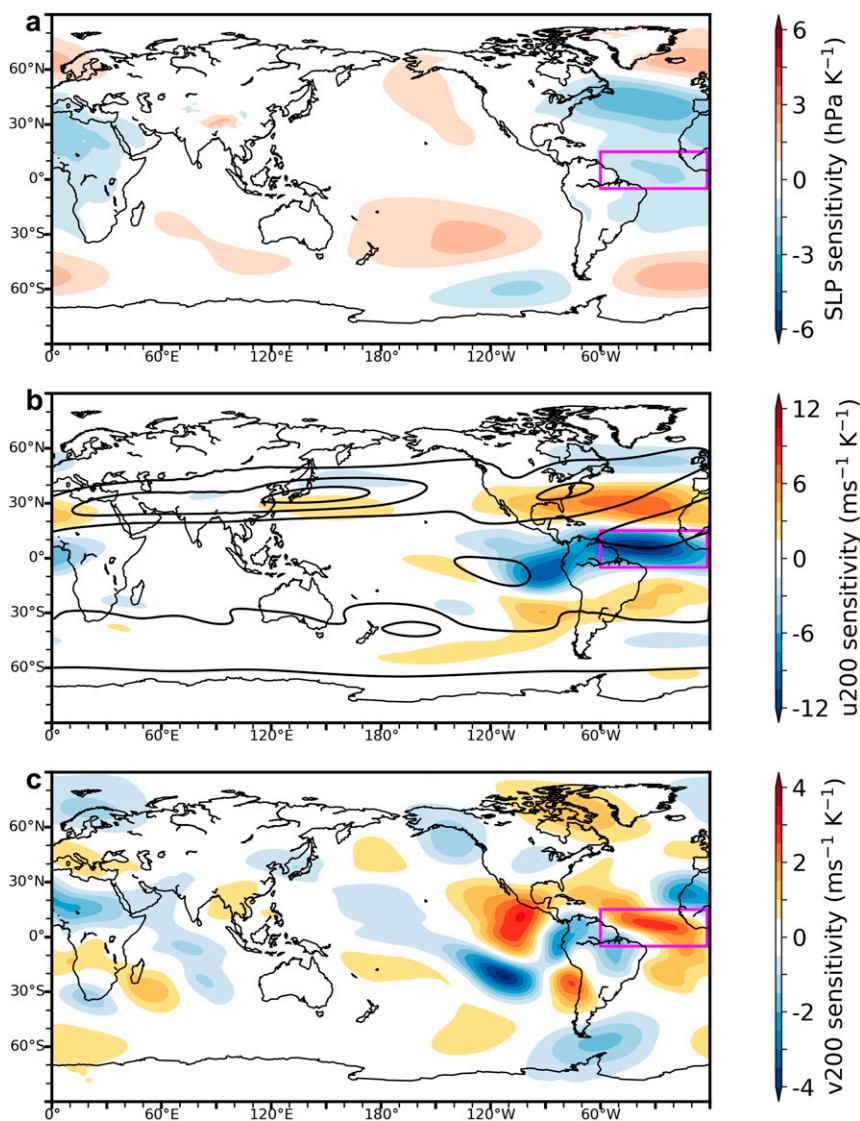 a
60°N
30°N
0°
30°S
60°S
0° 60°E 120°E 180° 120°W 60°W
6
3
0
-3
-6
SLP sensitivity (hPa K⁻¹)
b
60°N
30°N
0°
30°S
60°S
0° 60°E 120°E 180° 120°W 60°W
12
6
0
-6
-12
u200 sensitivity (ms⁻¹ K⁻¹)
c
60°N
30°N
0°
30°S
60°S
0° 60°E 120°E 180° 120°W 60°W
4
2
0
-2
-4
v200 sensitivity (ms⁻¹ K⁻¹)